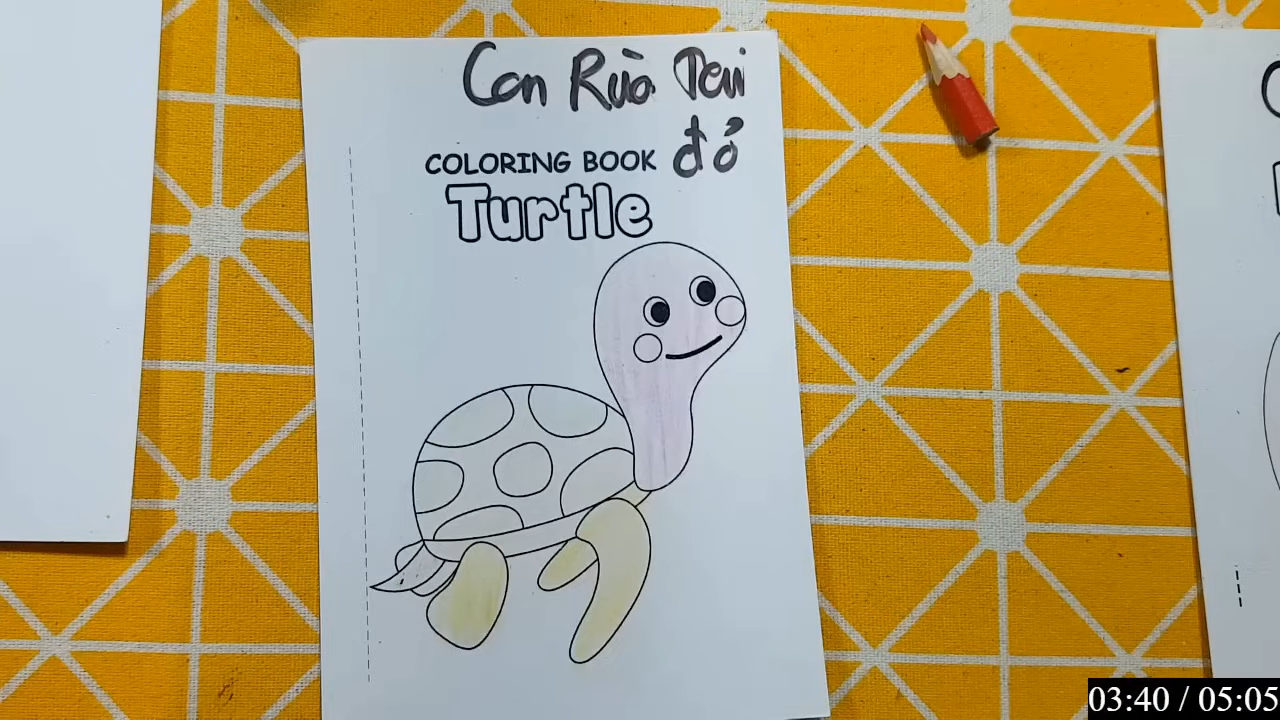 Con Rùa Tai
đỏ
COLORING BOOK
Turtle
03:40 / 05:05